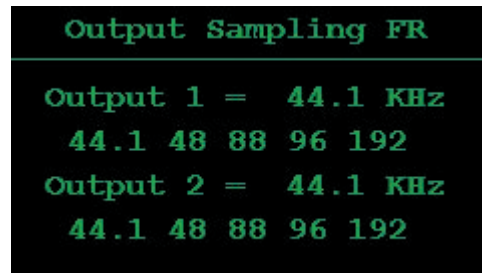 Output Sampling FR
Output 1 = 44.1 KHz
44.1 48 88 96 192
Output 2 = 44.1 KHz
44.1 48 88 96 192